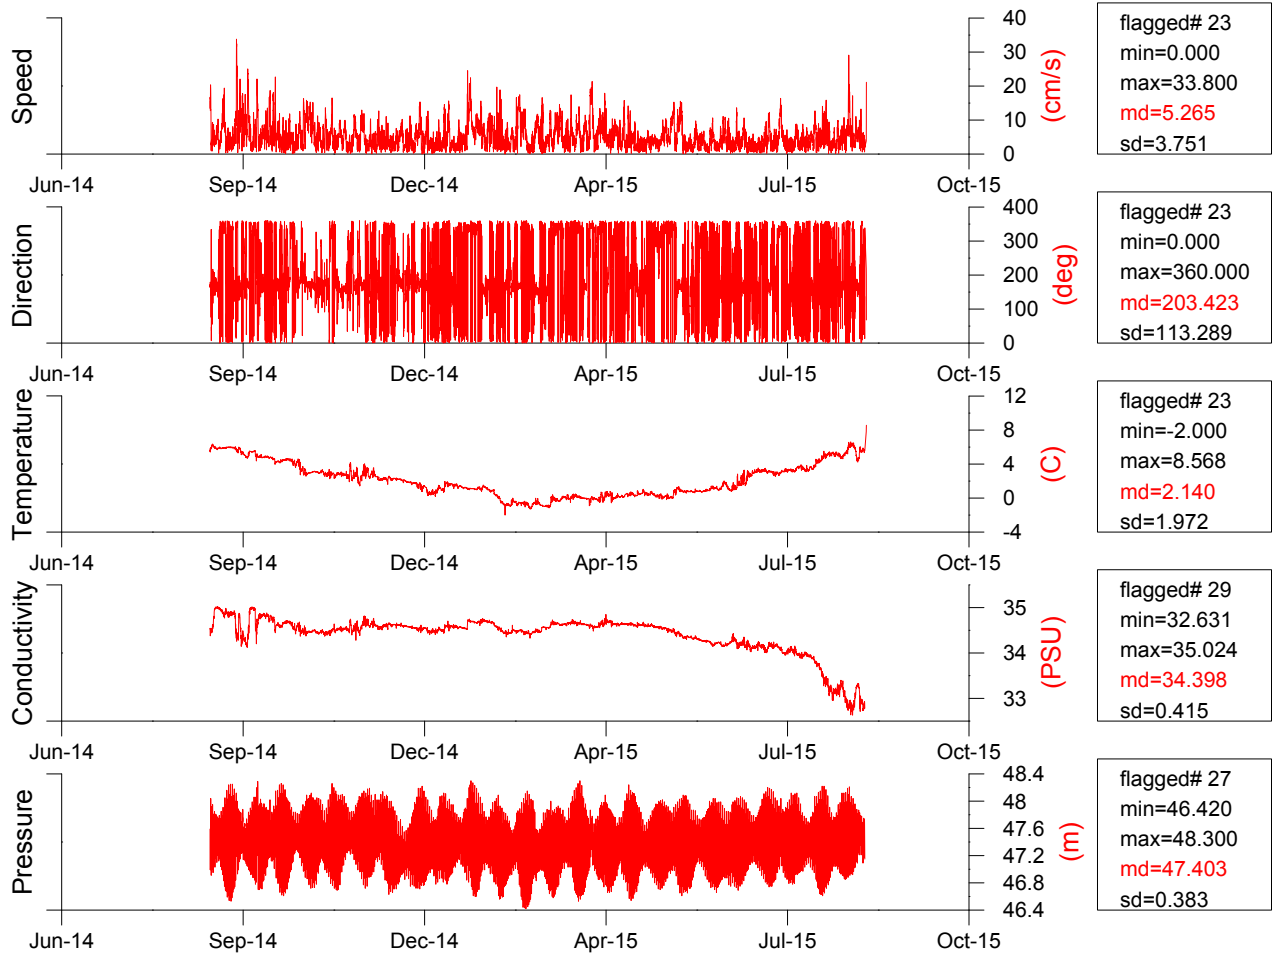 Speed
40
30
20
10
0
(cm/s)
Jun-14 Sep-14 Dec-14 Apr-15 Jul-15 Oct-15
flagged# 23
min=0.000
max=33.800
md=5.265
sd=3.751
Direction
400
300
200
100
0
(deg)
Jun-14 Sep-14 Dec-14 Apr-15 Jul-15 Oct-15
flagged# 23
min=0.000
max=360.000
md=203.423
sd=113.289
Temperature
12
8
4
0
-4
(C)
Jun-14 Sep-14 Dec-14 Apr-15 Jul-15 Oct-15
flagged# 23
min=-2.000
max=8.568
md=2.140
sd=1.972
Conductivity
35
34
33
(PSU)
Jun-14 Sep-14 Dec-14 Apr-15 Jul-15 Oct-15
flagged# 29
min=32.631
max=35.024
md=34.398
sd=0.415
Pressure
48.4
48
47.6
47.2
46.8
46.4
(m)
Jun-14 Sep-14 Dec-14 Apr-15 Jul-15 Oct-15
flagged# 27
min=46.420
max=48.300
md=47.403
sd=0.383